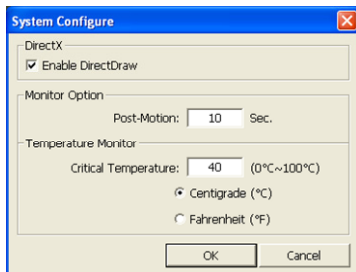 System Configure
DirectX
Enable DirectDraw
Monitor Option
Post-Motion: 10 Sec.
Temperature Monitor
Critical Temperature: 40 (0°C~100°C)
Centigrade (°C)
Fahrenheit (°F)
OK Cancel